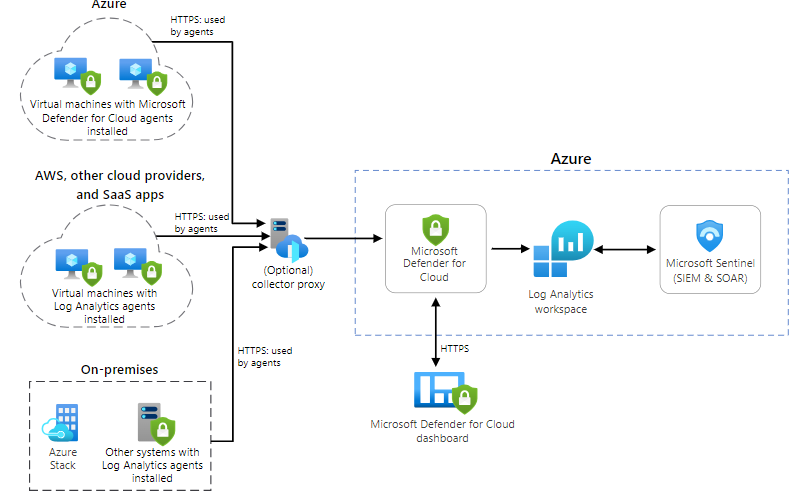 Azure
HTTPS: used
by agents
Virtual machines with Microsoft
Defender for Cloud agents
installed
AWS, other cloud providers,
and SaaS apps
HTTPS: used
by agents
Virtual machines with
Log Analytics agents
installed
(Optional)
collector proxy
HTTPS: used
by agents
On-premises
Azure
Stack
Other systems with
Log Analytics agents
installed
Azure
Microsoft
Defender for
Cloud
Log Analytics
workspace
Microsoft Sentinel
(SIEM & SOAR)
HTTPS
Microsoft Defender for Cloud
dashboard